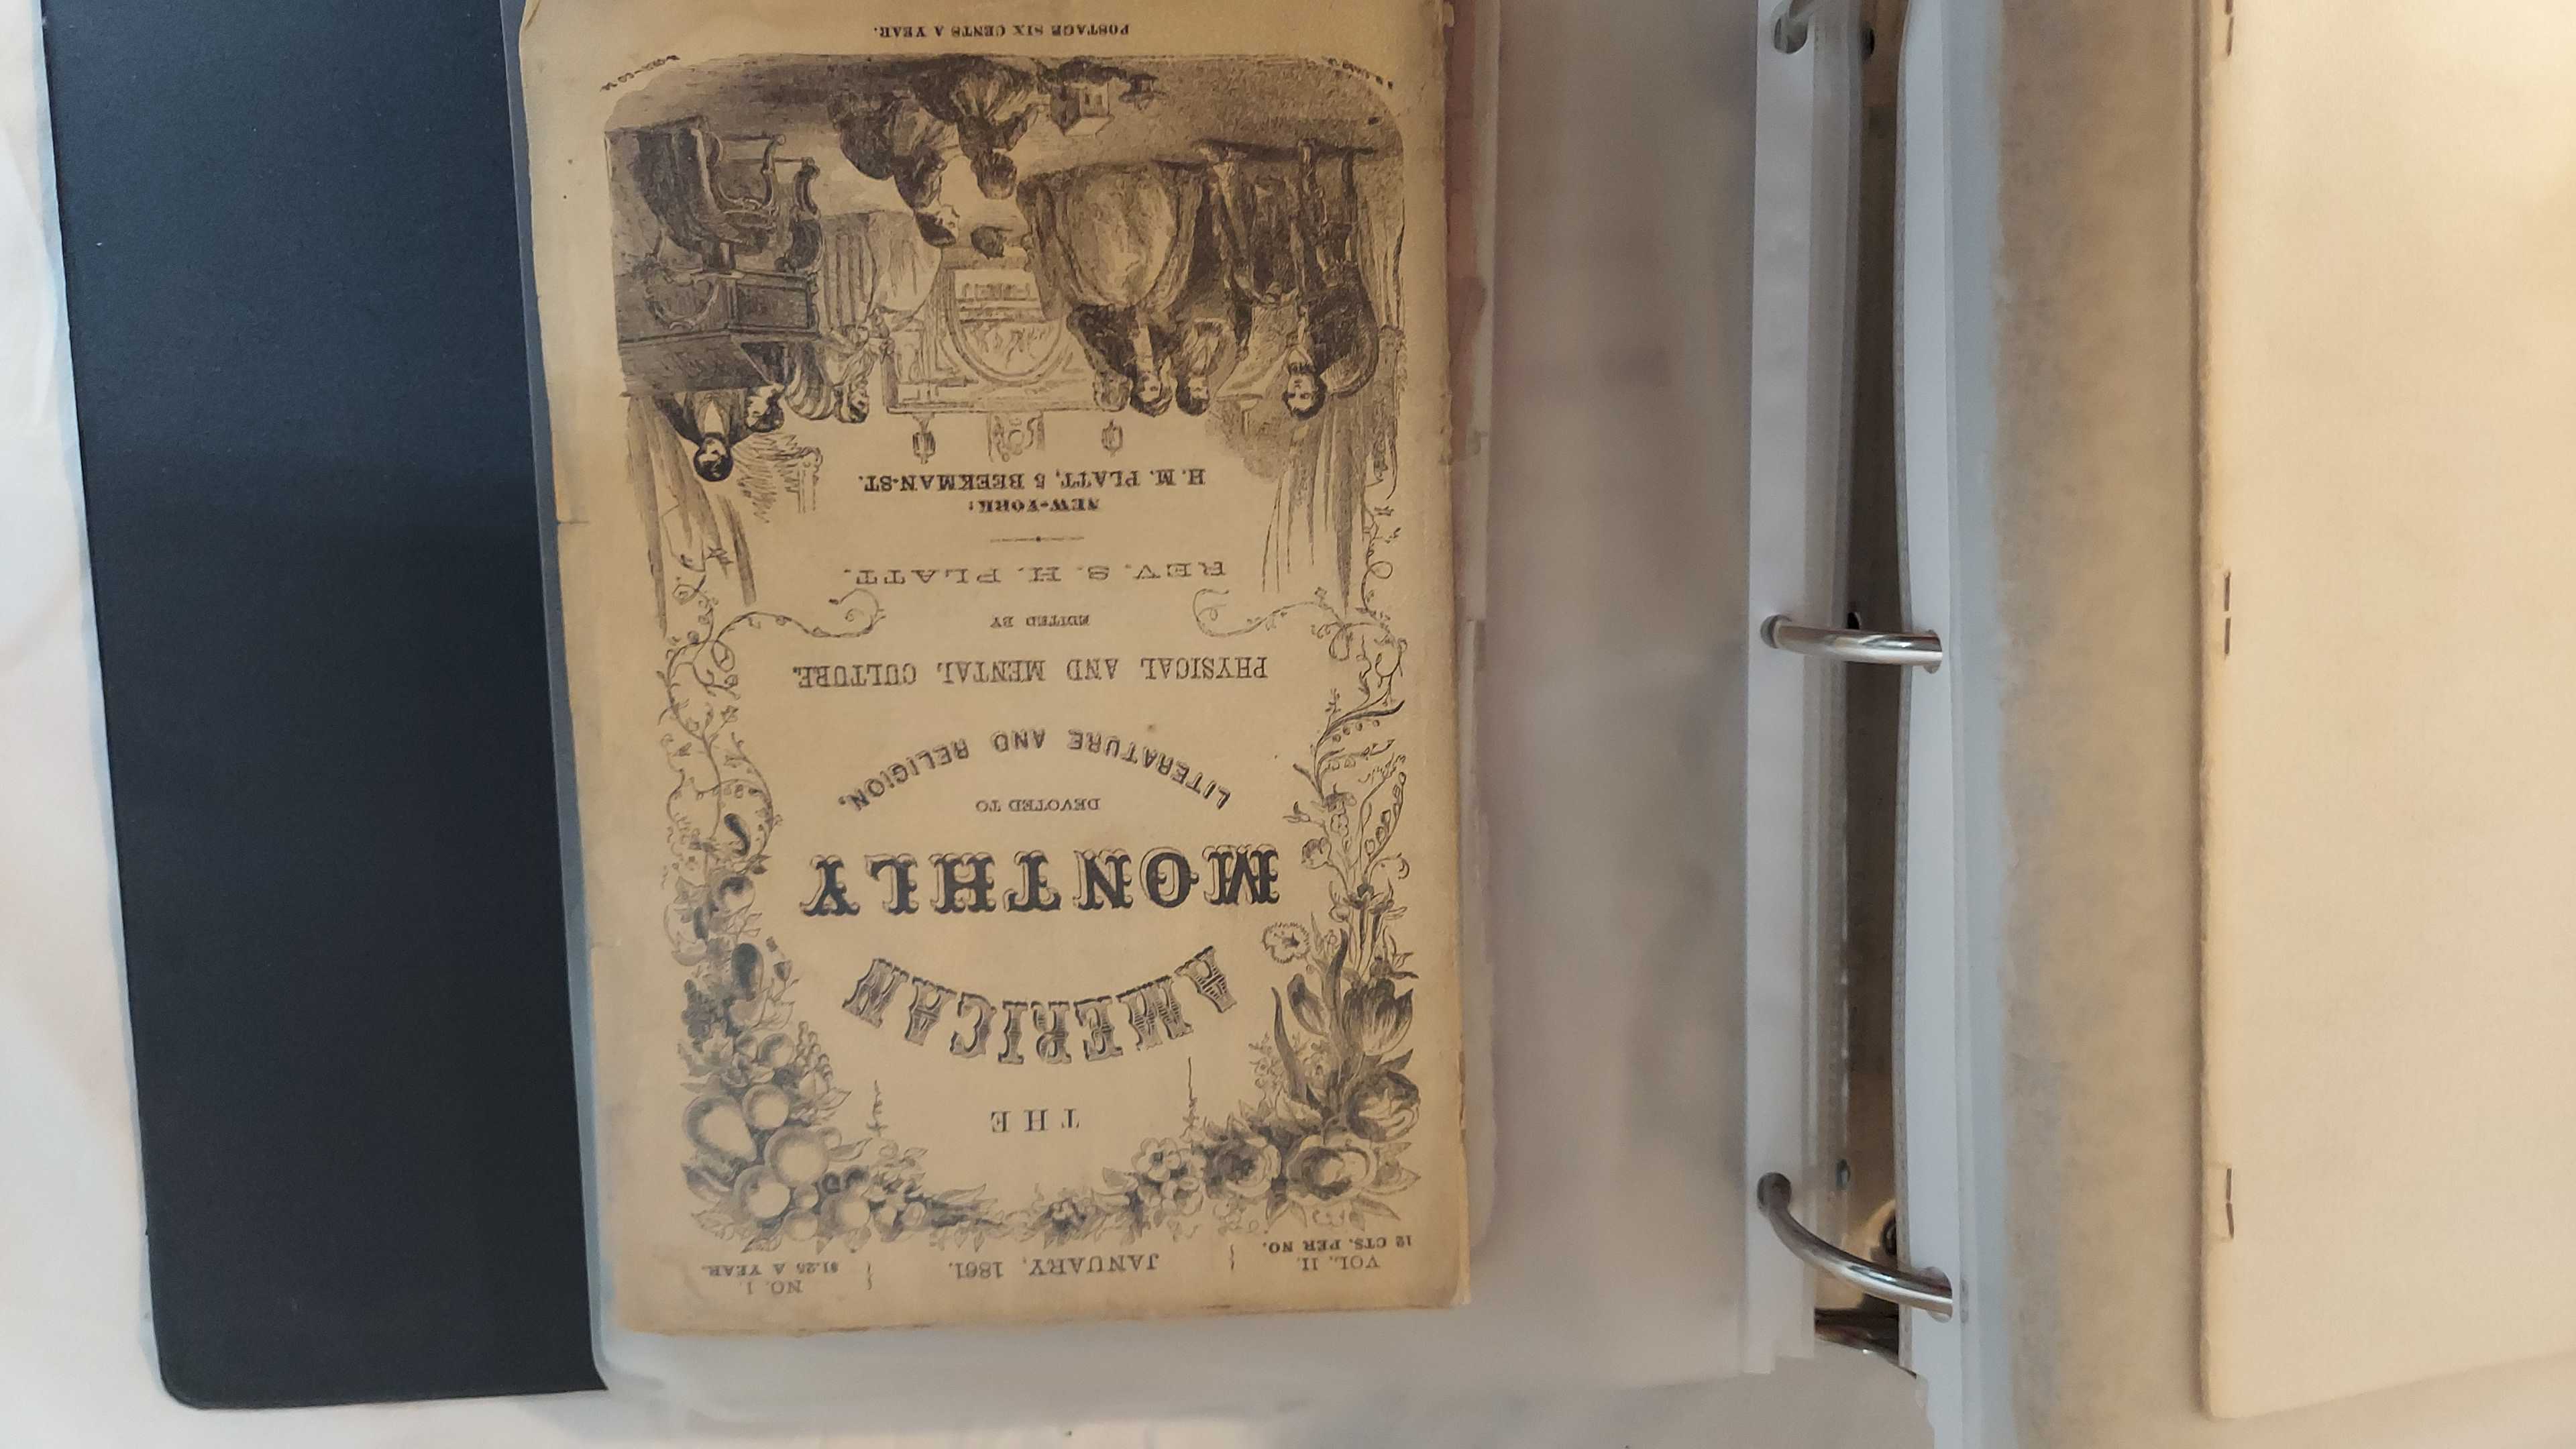 VOL. II. JANUARY, 1861. NO. 1
12 CTS. PER NO. $1.25 A YEAR.
THE
AMERICAN
MONTHLY
DEVOTED TO
LITERATURE AND RELIGION,
PHYSICAL AND MENTAL CULTURE.
EDITED BY
REV. S. H. PLATT.
NEW-YORK:
H. M. PLATT, 5 BEEKMAN-ST.
POSTAGE SIX CENTS A YEAR.